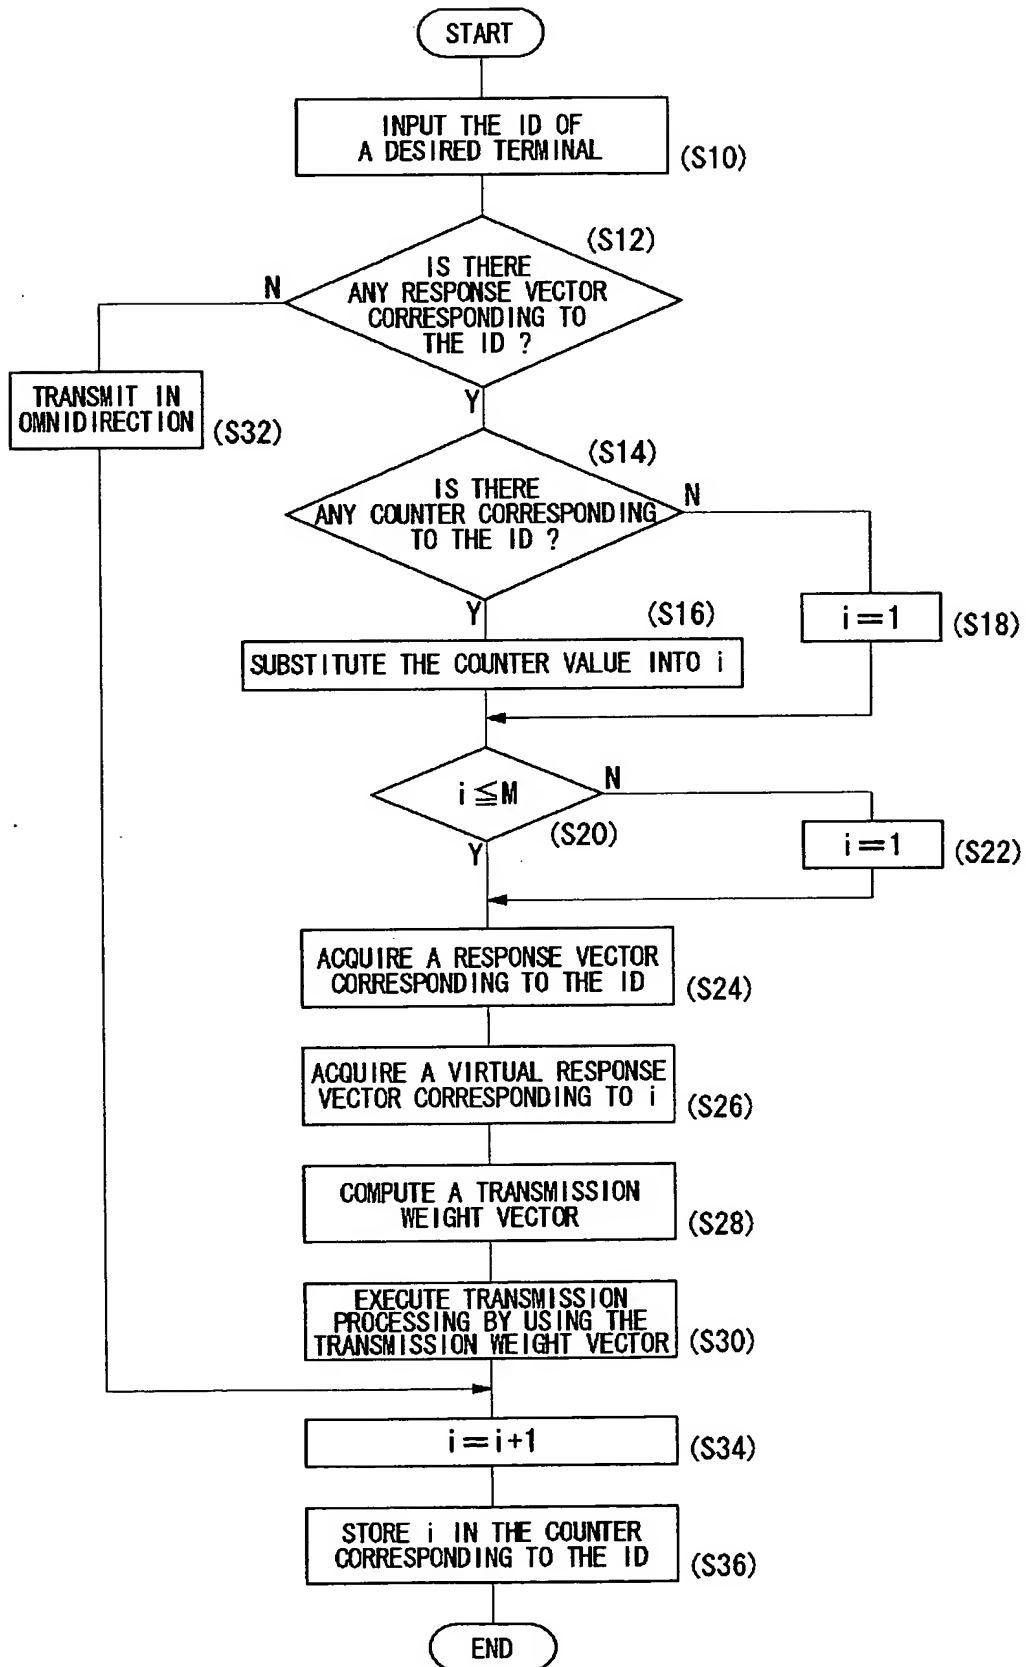 START
INPUT THE ID OF
A DESIRED TERMINAL
(S10)
(S12)
IS THERE
ANY RESPONSE VECTOR
CORRESPONDING TO
THE ID ?
N
Y
TRANSMIT IN
OMNIDIRECTION
(S32)
(S14)
IS THERE
ANY COUNTER CORRESPONDING
TO THE ID ?
N
Y
(S16)
SUBSTITUTE THE COUNTER VALUE INTO i
i=1
(S18)
i≦M
N
(S20)
Y
i=1
(S22)
ACQUIRE A RESPONSE VECTOR
CORRESPONDING TO THE ID
(S24)
ACQUIRE A VIRTUAL RESPONSE
VECTOR CORRESPONDING TO i
(S26)
COMPUTE A TRANSMISSION
WEIGHT VECTOR
(S28)
EXECUTE TRANSMISSION
PROCESSING BY USING THE
TRANSMISSION WEIGHT VECTOR
(S30)
i=i+1
(S34)
STORE i IN THE COUNTER
CORRESPONDING TO THE ID
(S36)
END